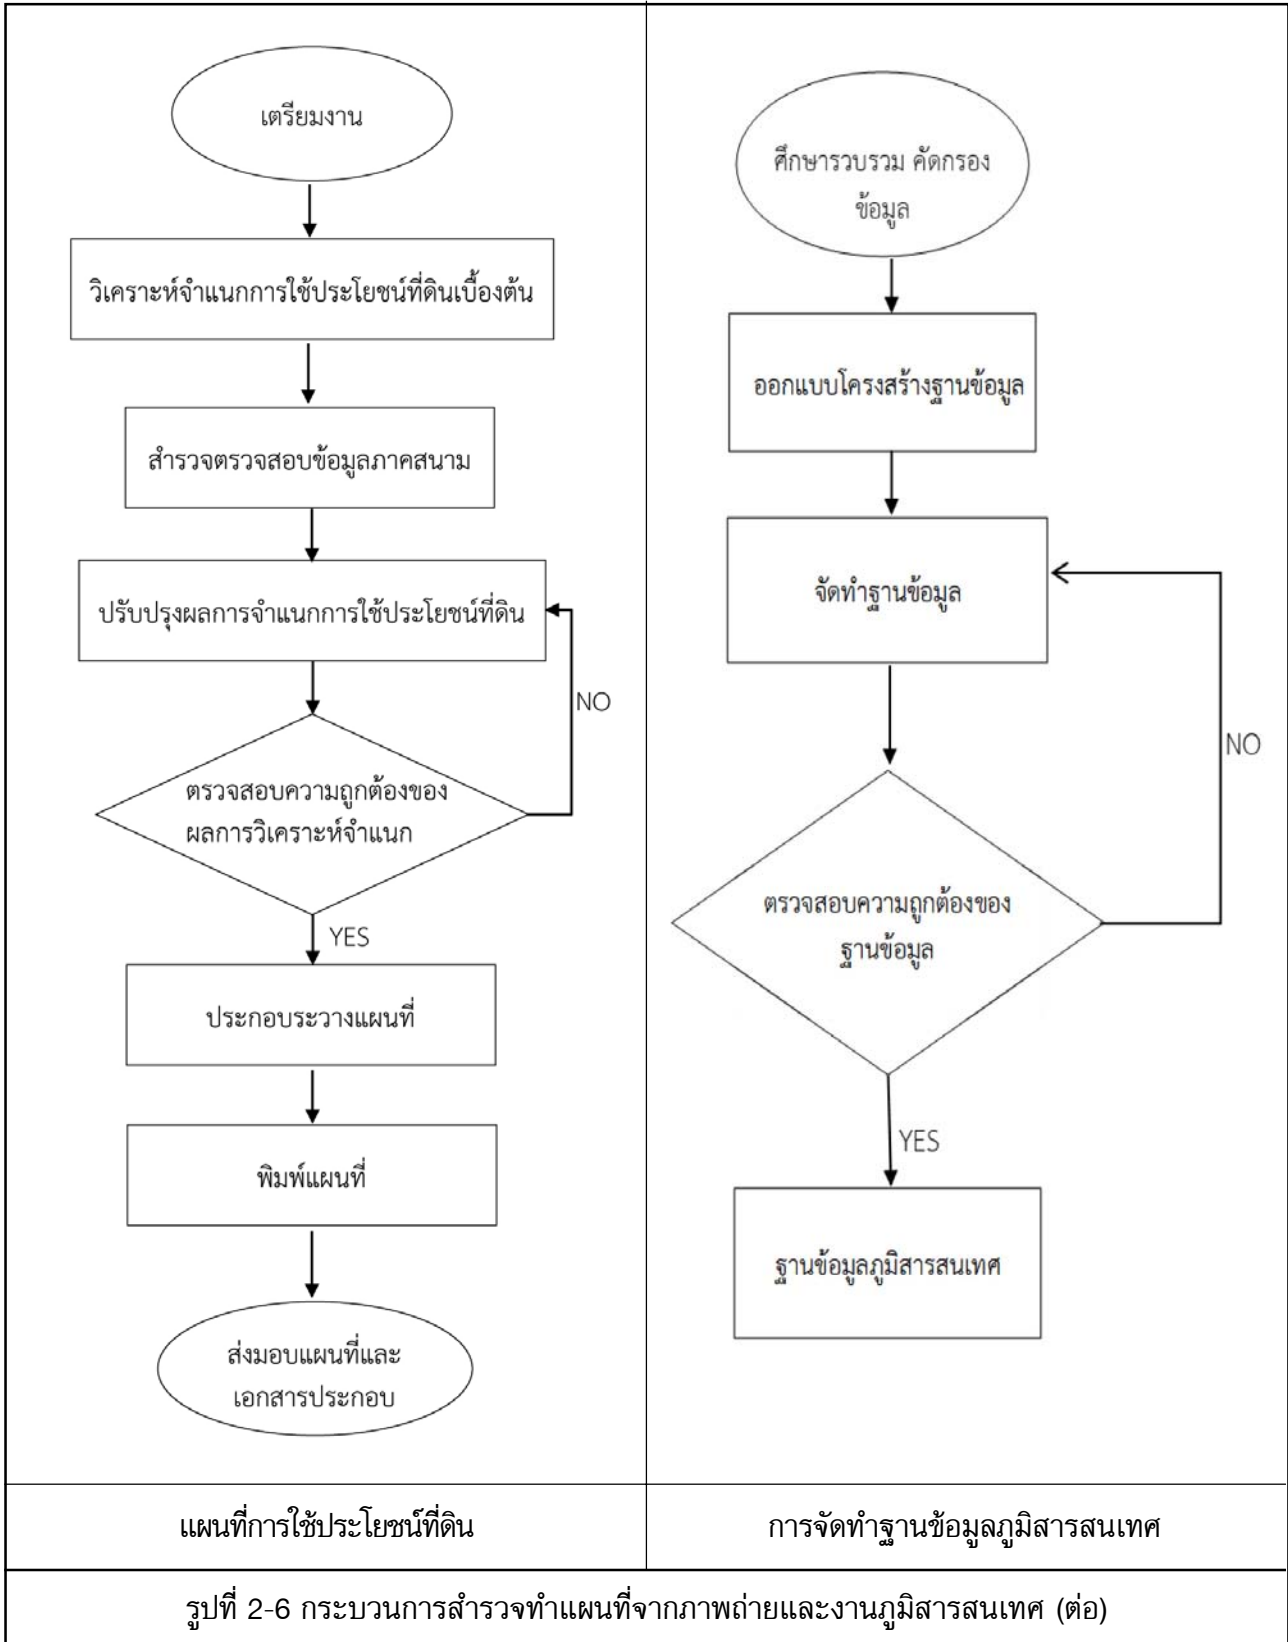 เตรียมงาน
วิเคราะห์จำแนกการใช้ประโยชน์ที่ดินเบื้องต้น
สำรวจตรวจสอบข้อมูลภาคสนาม
ปรับปรุงผลการจำแนกการใช้ประโยชน์ที่ดิน
NO
ตรวจสอบความถูกต้องของ
ผลการวิเคราะห์จำแนก
YES
ประกอบระวางแผนที่
พิมพ์แผนที่
ส่งมอบแผนที่และ
เอกสารประกอบ
แผนที่การใช้ประโยชน์ที่ดิน
ศึกษารวบรวม คัดกรอง
ข้อมูล
ออกแบบโครงสร้างฐานข้อมูล
จัดทำฐานข้อมูล
NO
ตรวจสอบความถูกต้องของ
ฐานข้อมูล
YES
ฐานข้อมูลภูมิสารสนเทศ
การจัดทำฐานข้อมูลภูมิสารสนเทศ
รูปที่ 2-6 กระบวนการสำรวจทำแผนที่จากภาพถ่ายและงานภูมิสารสนเทศ (ต่อ)